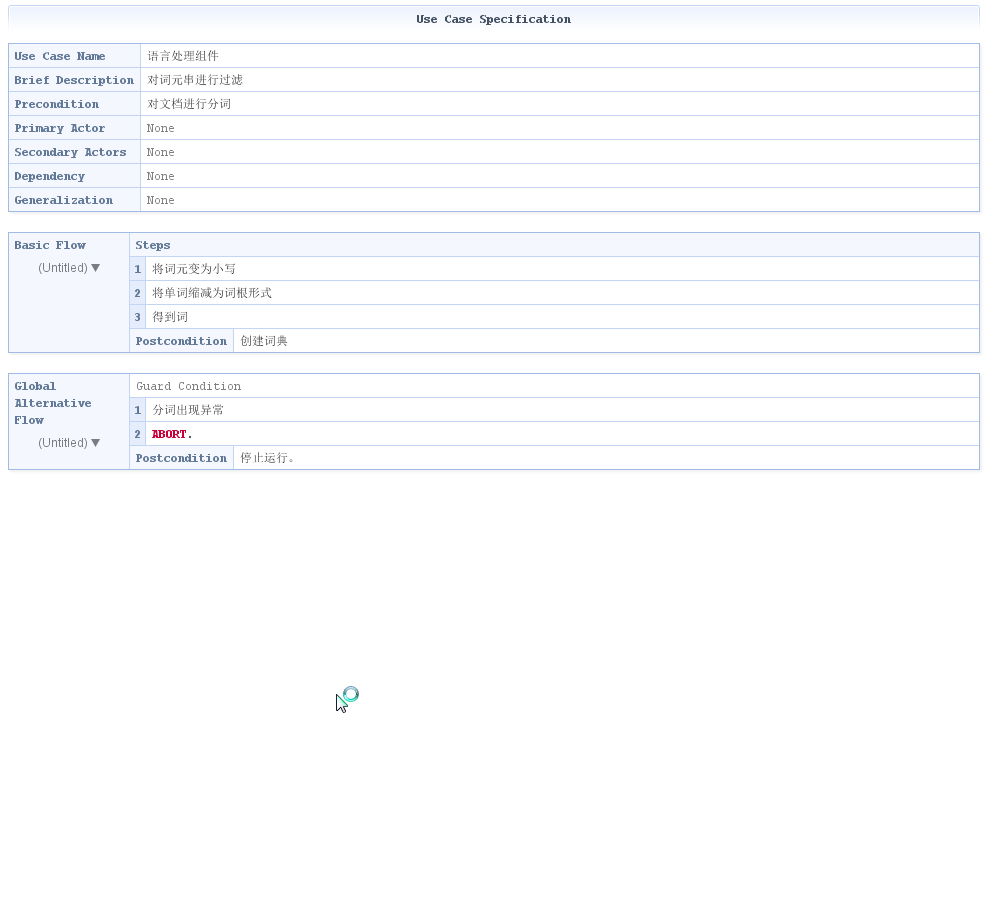 Use Case Specification
Use Case Name 语言处理组件
Brief Description 对词元串进行过滤
Precondition 对文档进行分词
Primary Actor None
Secondary Actors None
Dependency None
Generalization None
Basic Flow Steps
(Untitled) ▼
1 将词元变为小写
2 将单词缩减为词根形式
3 得到词
Postcondition 创建词典
Global
Alternative
Flow
(Untitled) ▼
Guard Condition
1 分词出现异常
2 ABORT.
Postcondition 停止运行。